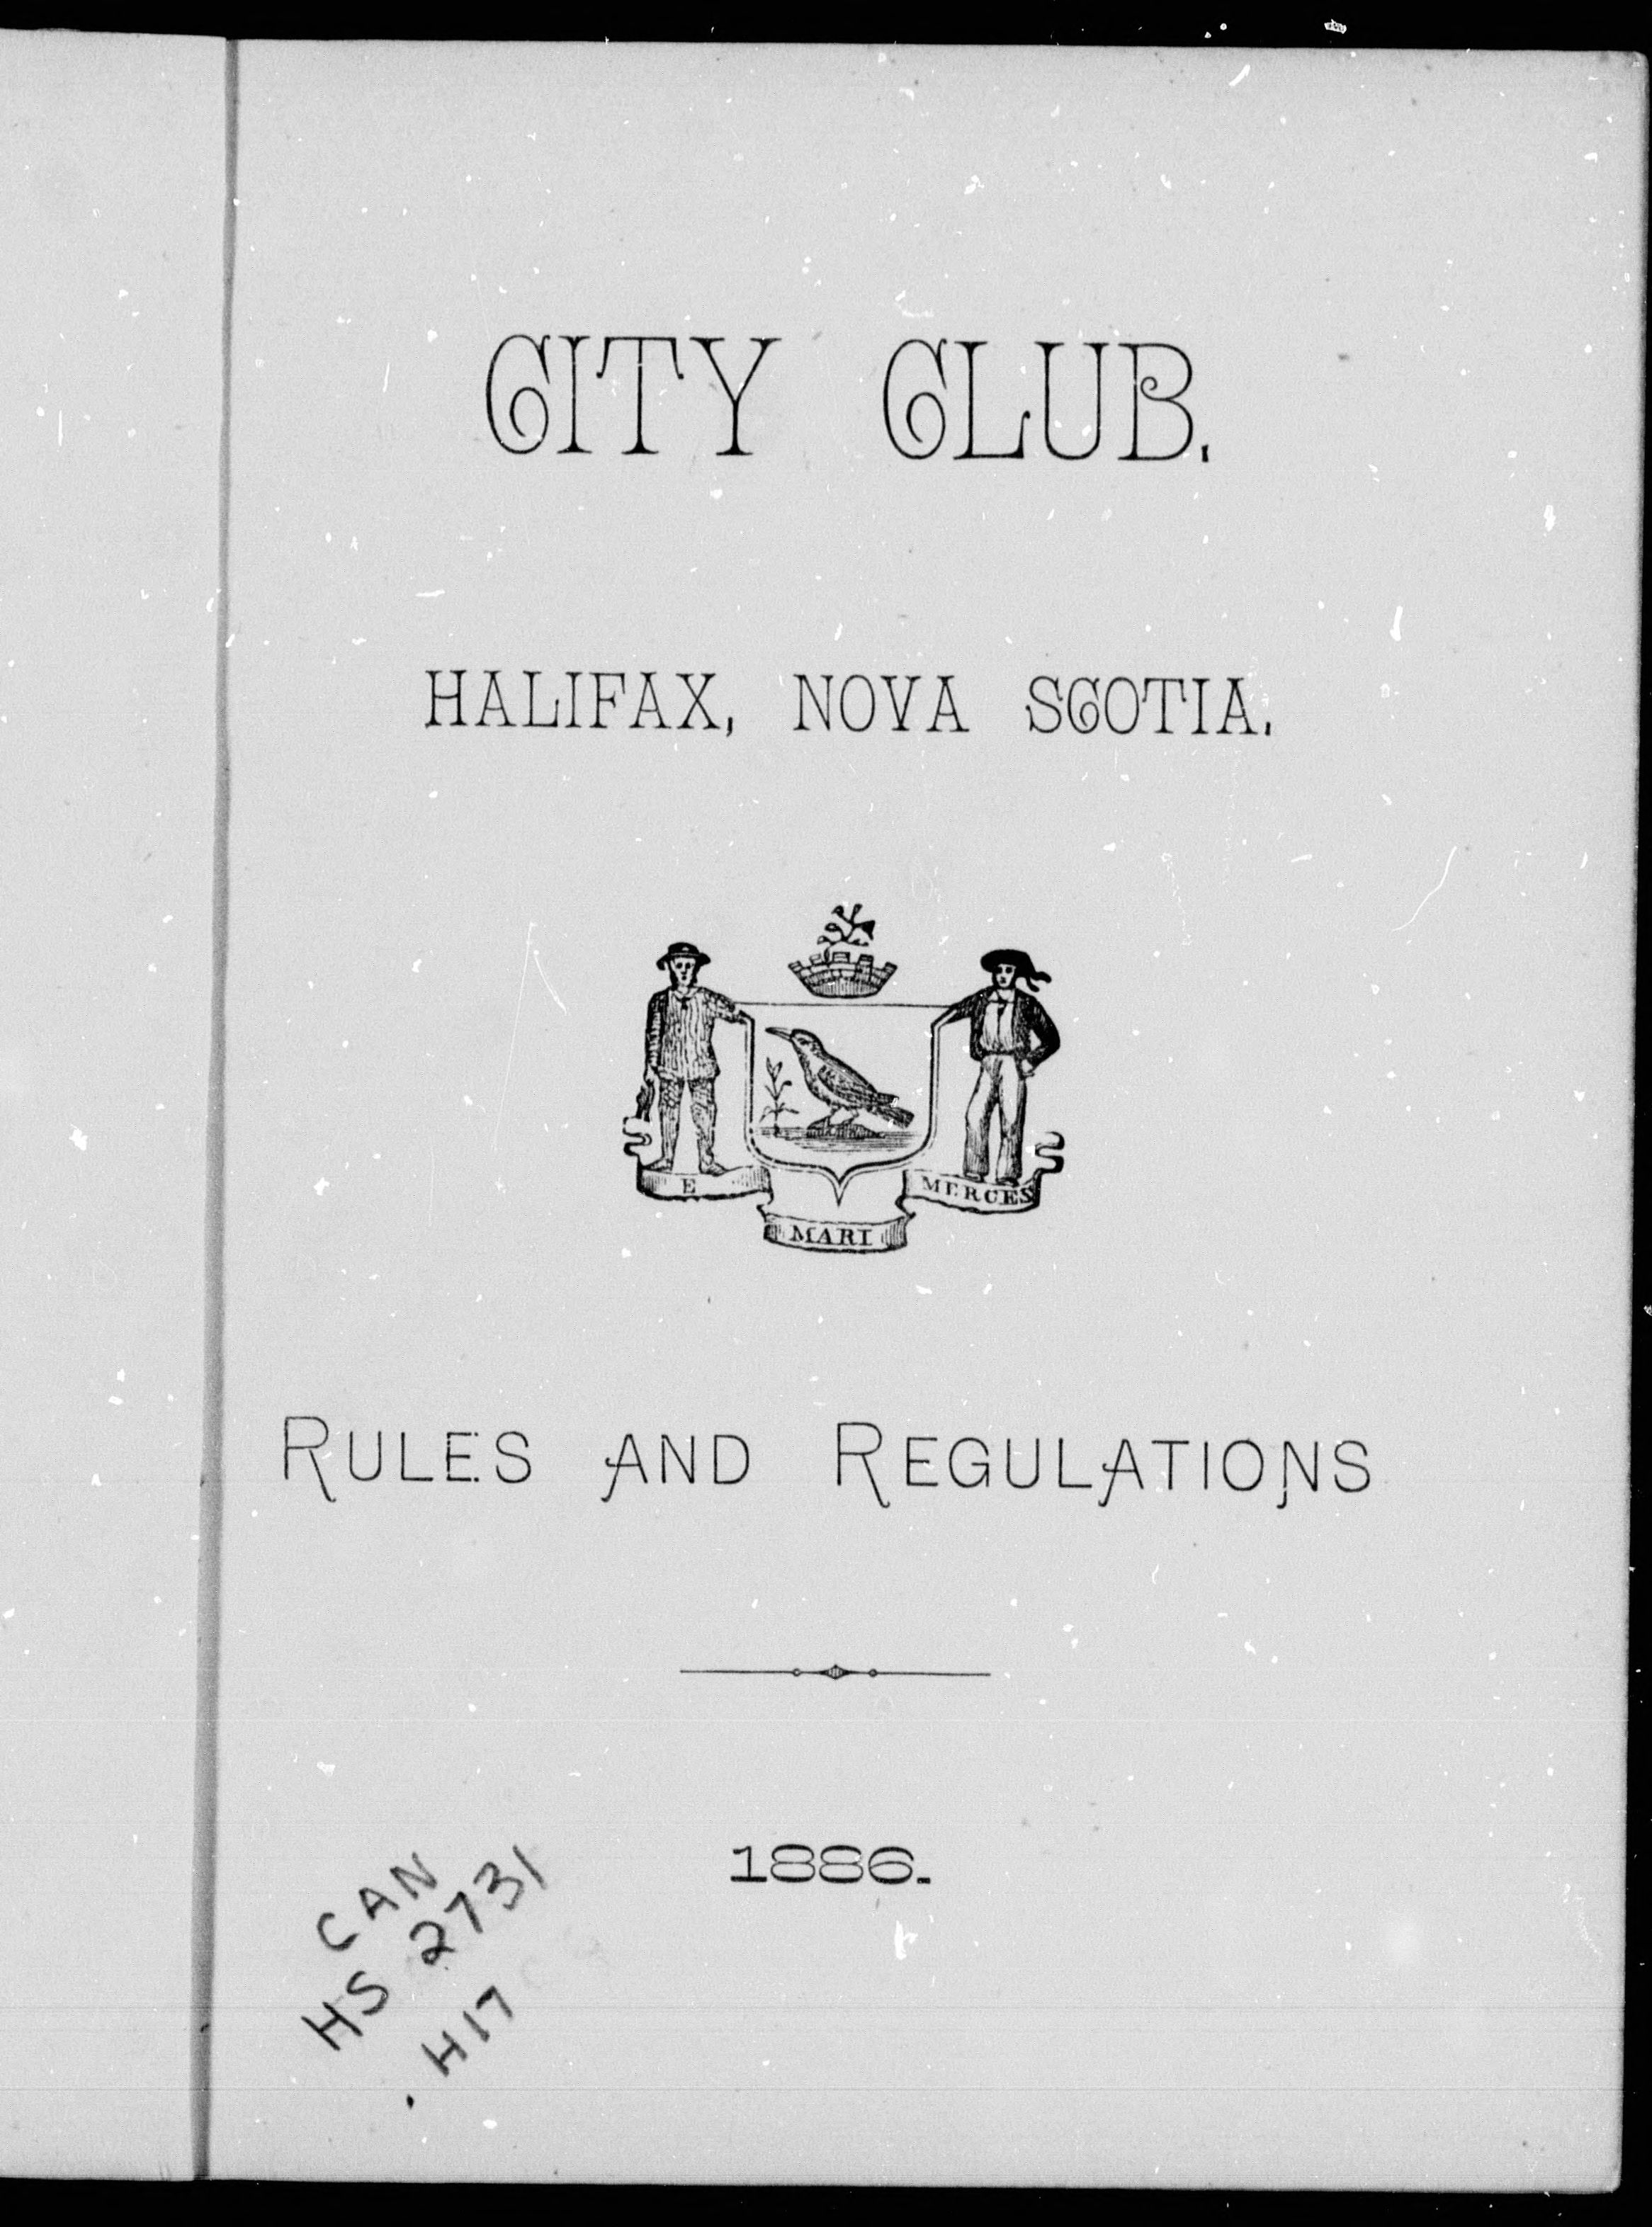 CITY CLUB.
HALIFAX, NOVA SCOTIA.
E
MARI
MERCES
RULES AND REGULATIONS
1886.
CAN
HS 2731
.H17